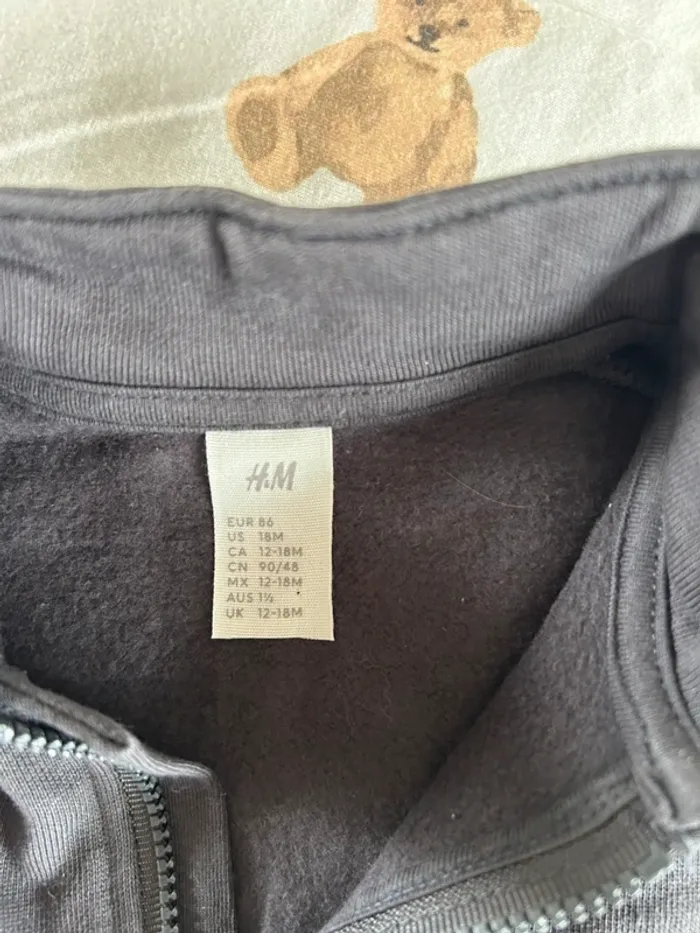 H&M
EUR 86
US 18M
CA 12-18M
CN 90/48
MX 12-18M
AUS 1½
UK 12-18M